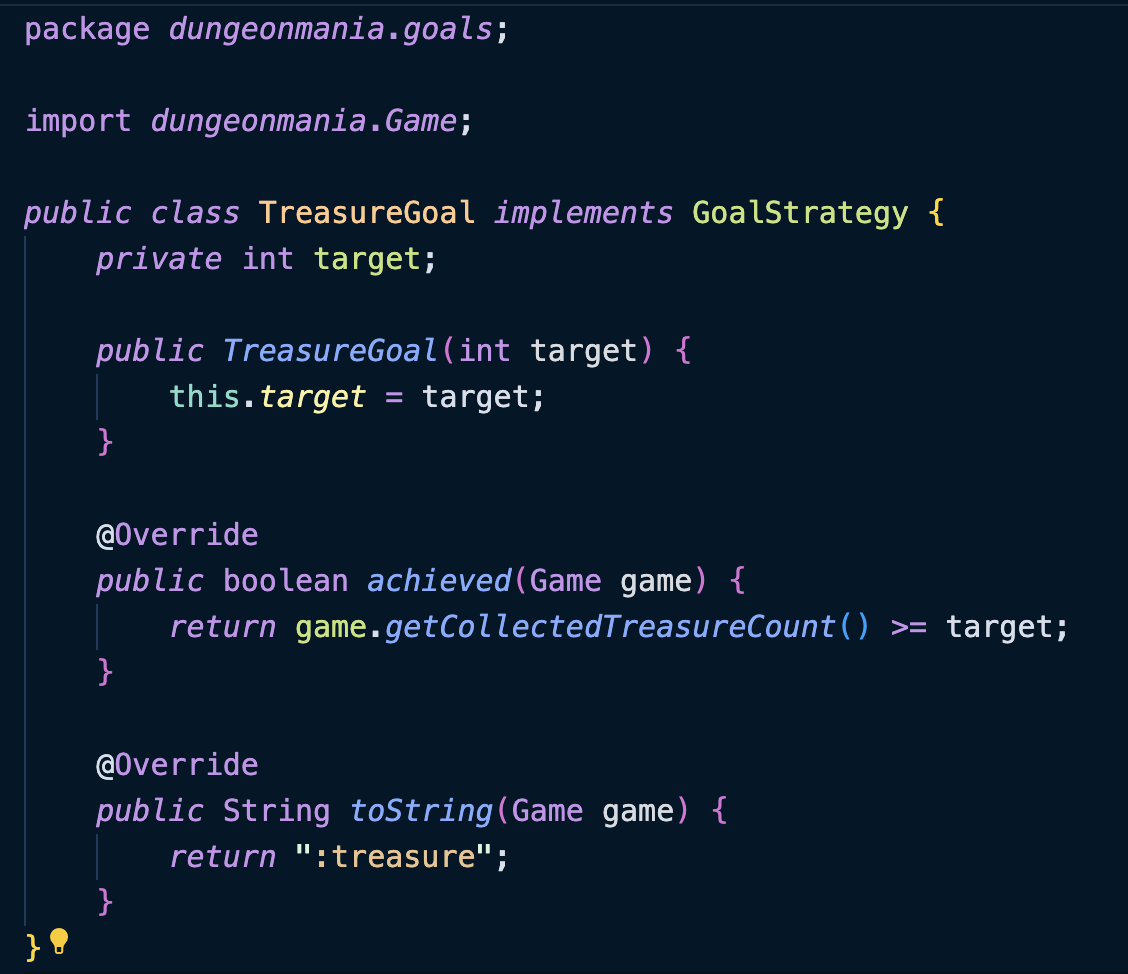 package dungeonmania.goals;
import dungeonmania.Game;
public class TreasureGoal implements GoalStrategy {
private int target;
public TreasureGoal(int target) {
this.target = target;
}
@Override
public boolean achieved(Game game) {
return game.getCollectedTreasureCount() >= target;
}
@Override
public String toString(Game game) {
return ":treasure";
}
}